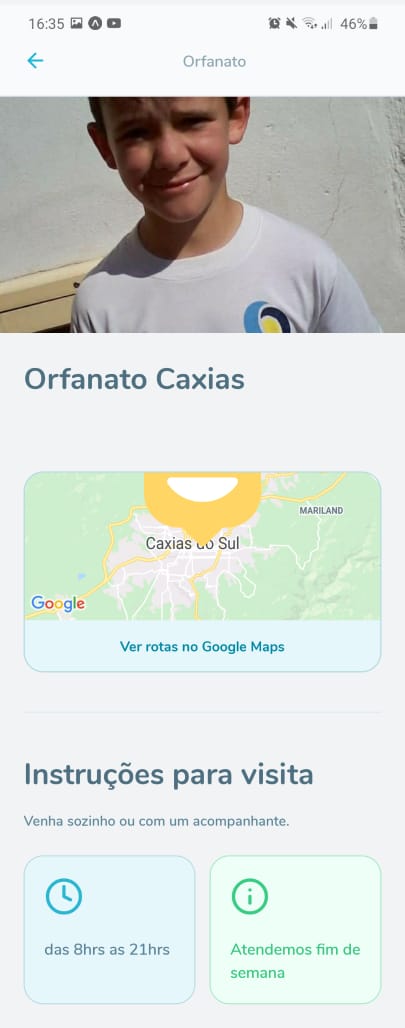 16:35 46%
Orfanato
Orfanato Caxias
MARILAND
Caxias do Sul
Google
Ver rotas no Google Maps
Instruções para visita
Venha sozinho ou com um acompanhante.
das 8hrs as 21hrs
Atendemos fim de
semana